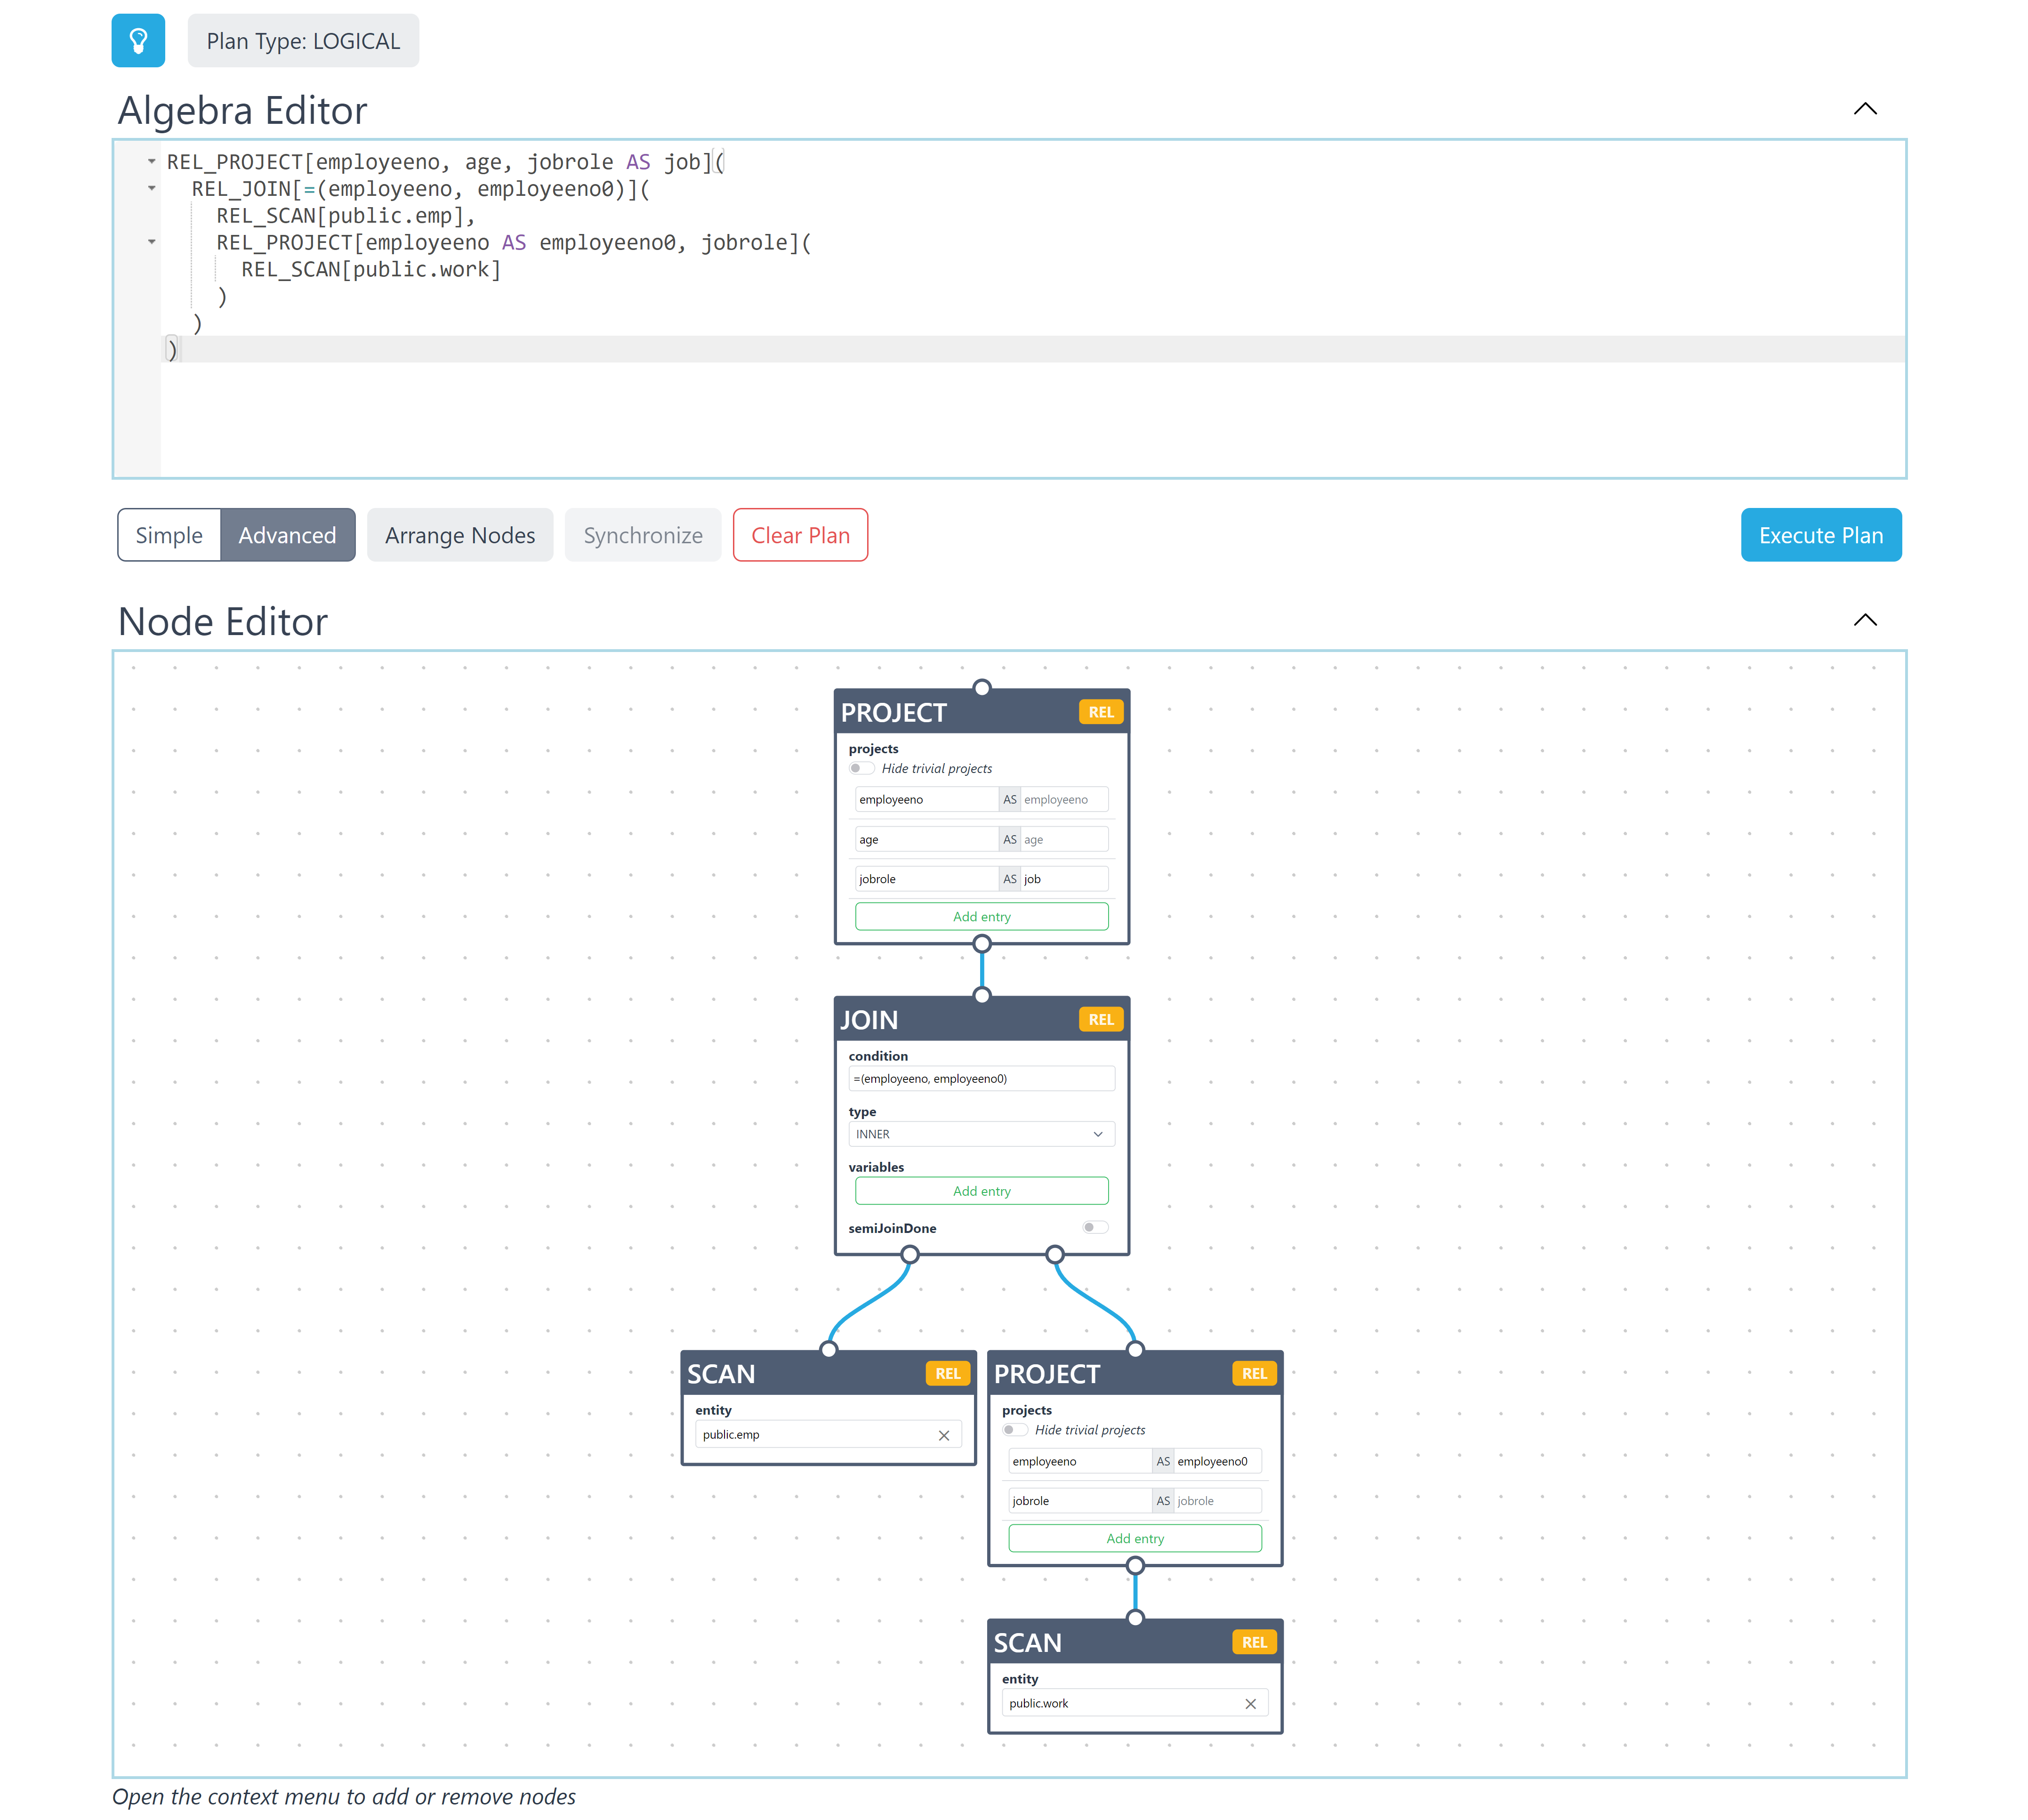 Plan Type: LOGICAL
Algebra Editor
REL_PROJECT[employeeno, age, jobrole AS job](
REL_JOIN[=(employeeno, employeeno0)](
REL_SCAN[public.emp],
REL_PROJECT[employeeno AS employeeno0, jobrole](
REL_SCAN[public.work]
)
)
)
Simple Advanced Arrange Nodes Synchronize Clear Plan Execute Plan
Node Editor
PROJECT REL
projects
Hide trivial projects
employeeno AS employeeno
age AS age
jobrole AS job
Add entry
JOIN REL
condition
=(employeeno, employeeno0)
type
INNER
variables
Add entry
semiJoinDone
SCAN REL
entity
public.emp
PROJECT REL
projects
Hide trivial projects
employeeno AS employeeno0
jobrole AS jobrole
Add entry
SCAN REL
entity
public.work
Open the context menu to add or remove nodes